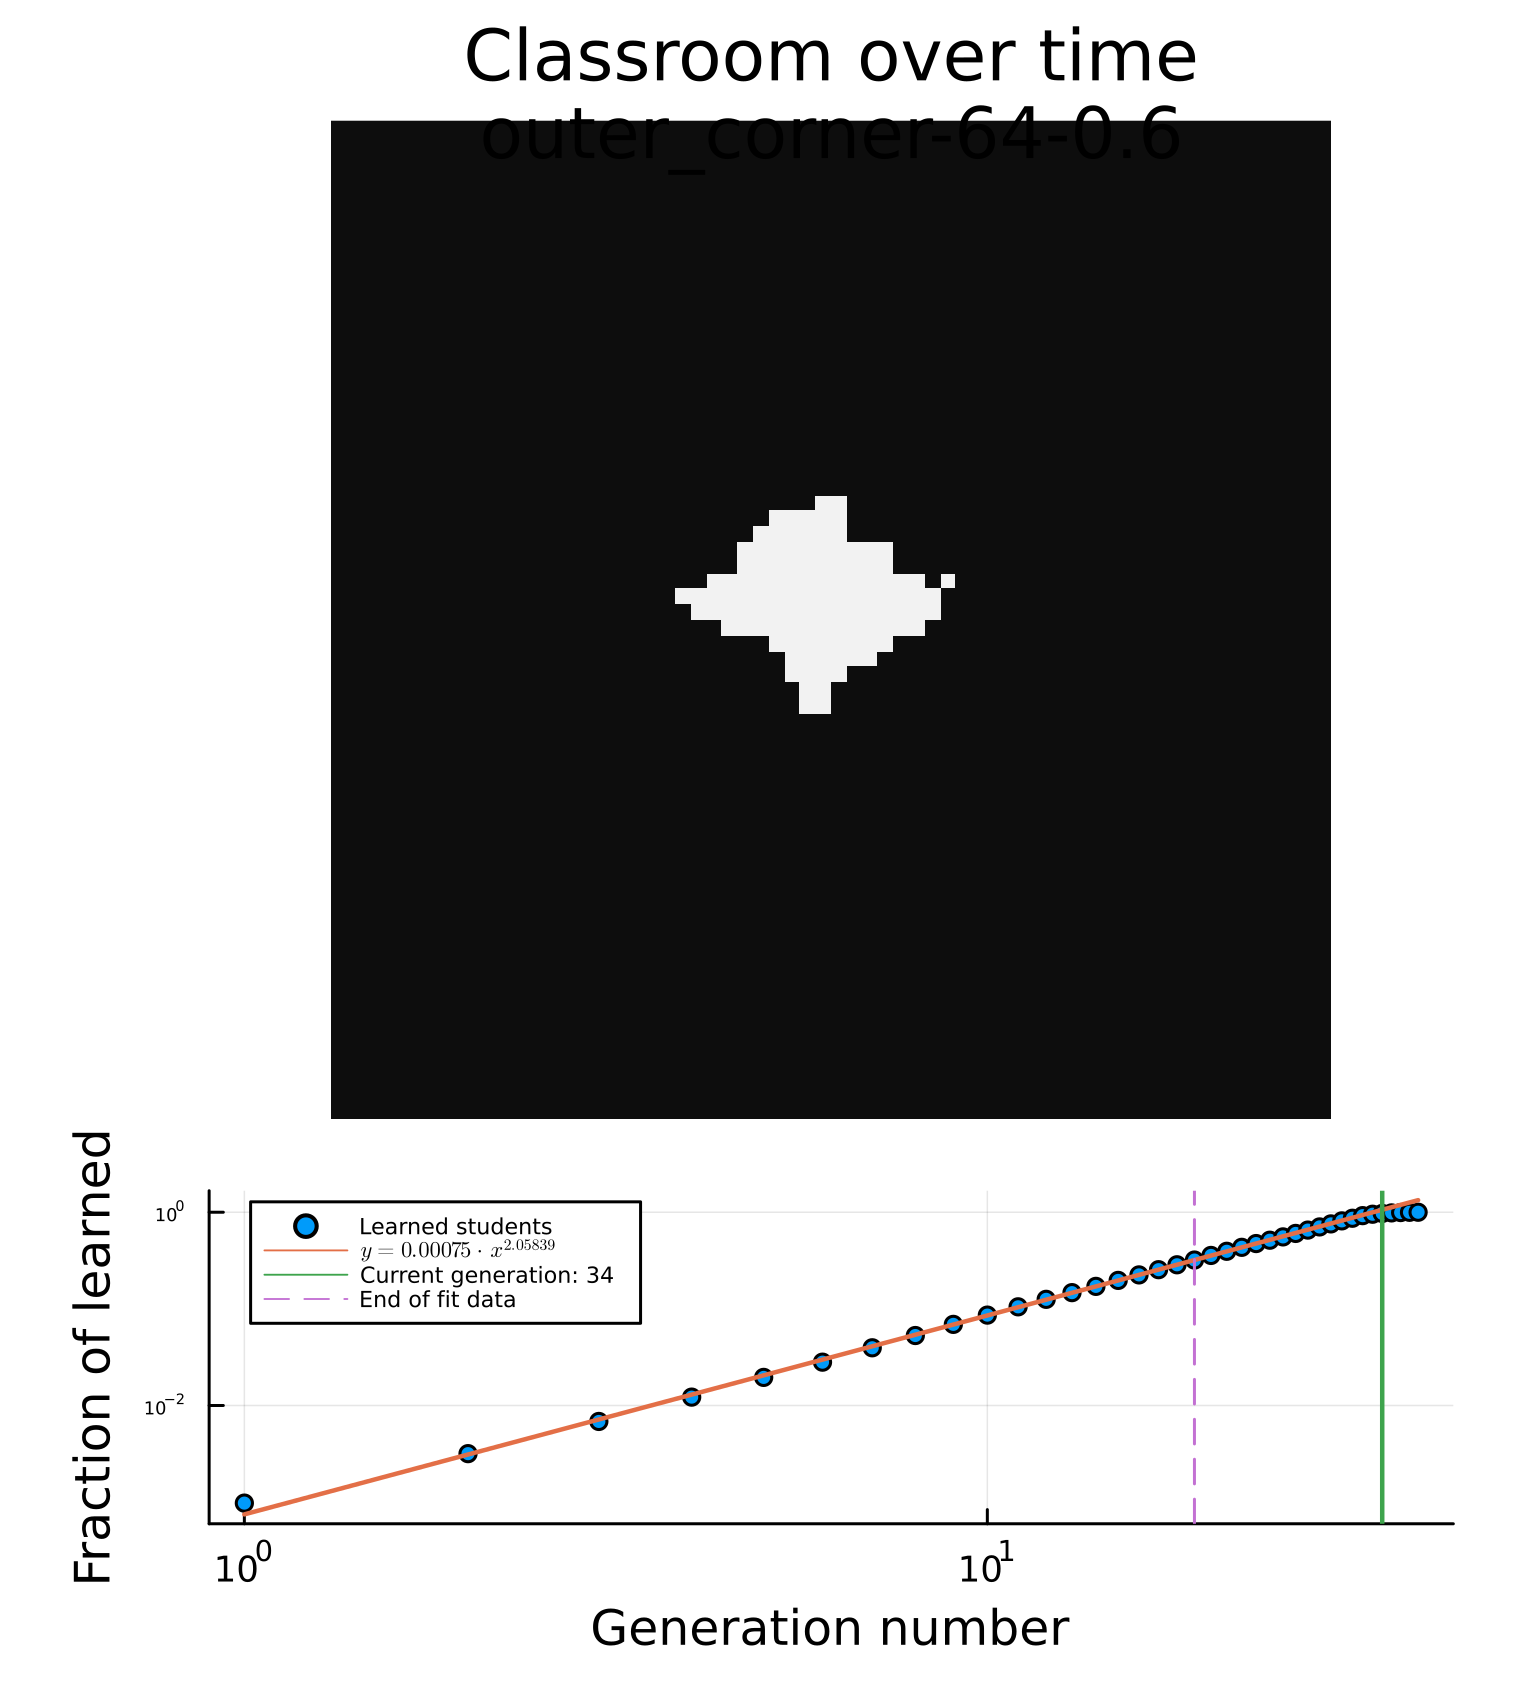 Classroom over time
outer_corner-64-0.6
Fraction of learned
10⁰
10⁻²
Learned students
y = 0.00075 · x^2.05839
Current generation: 34
End of fit data
10⁰
10¹
Generation number